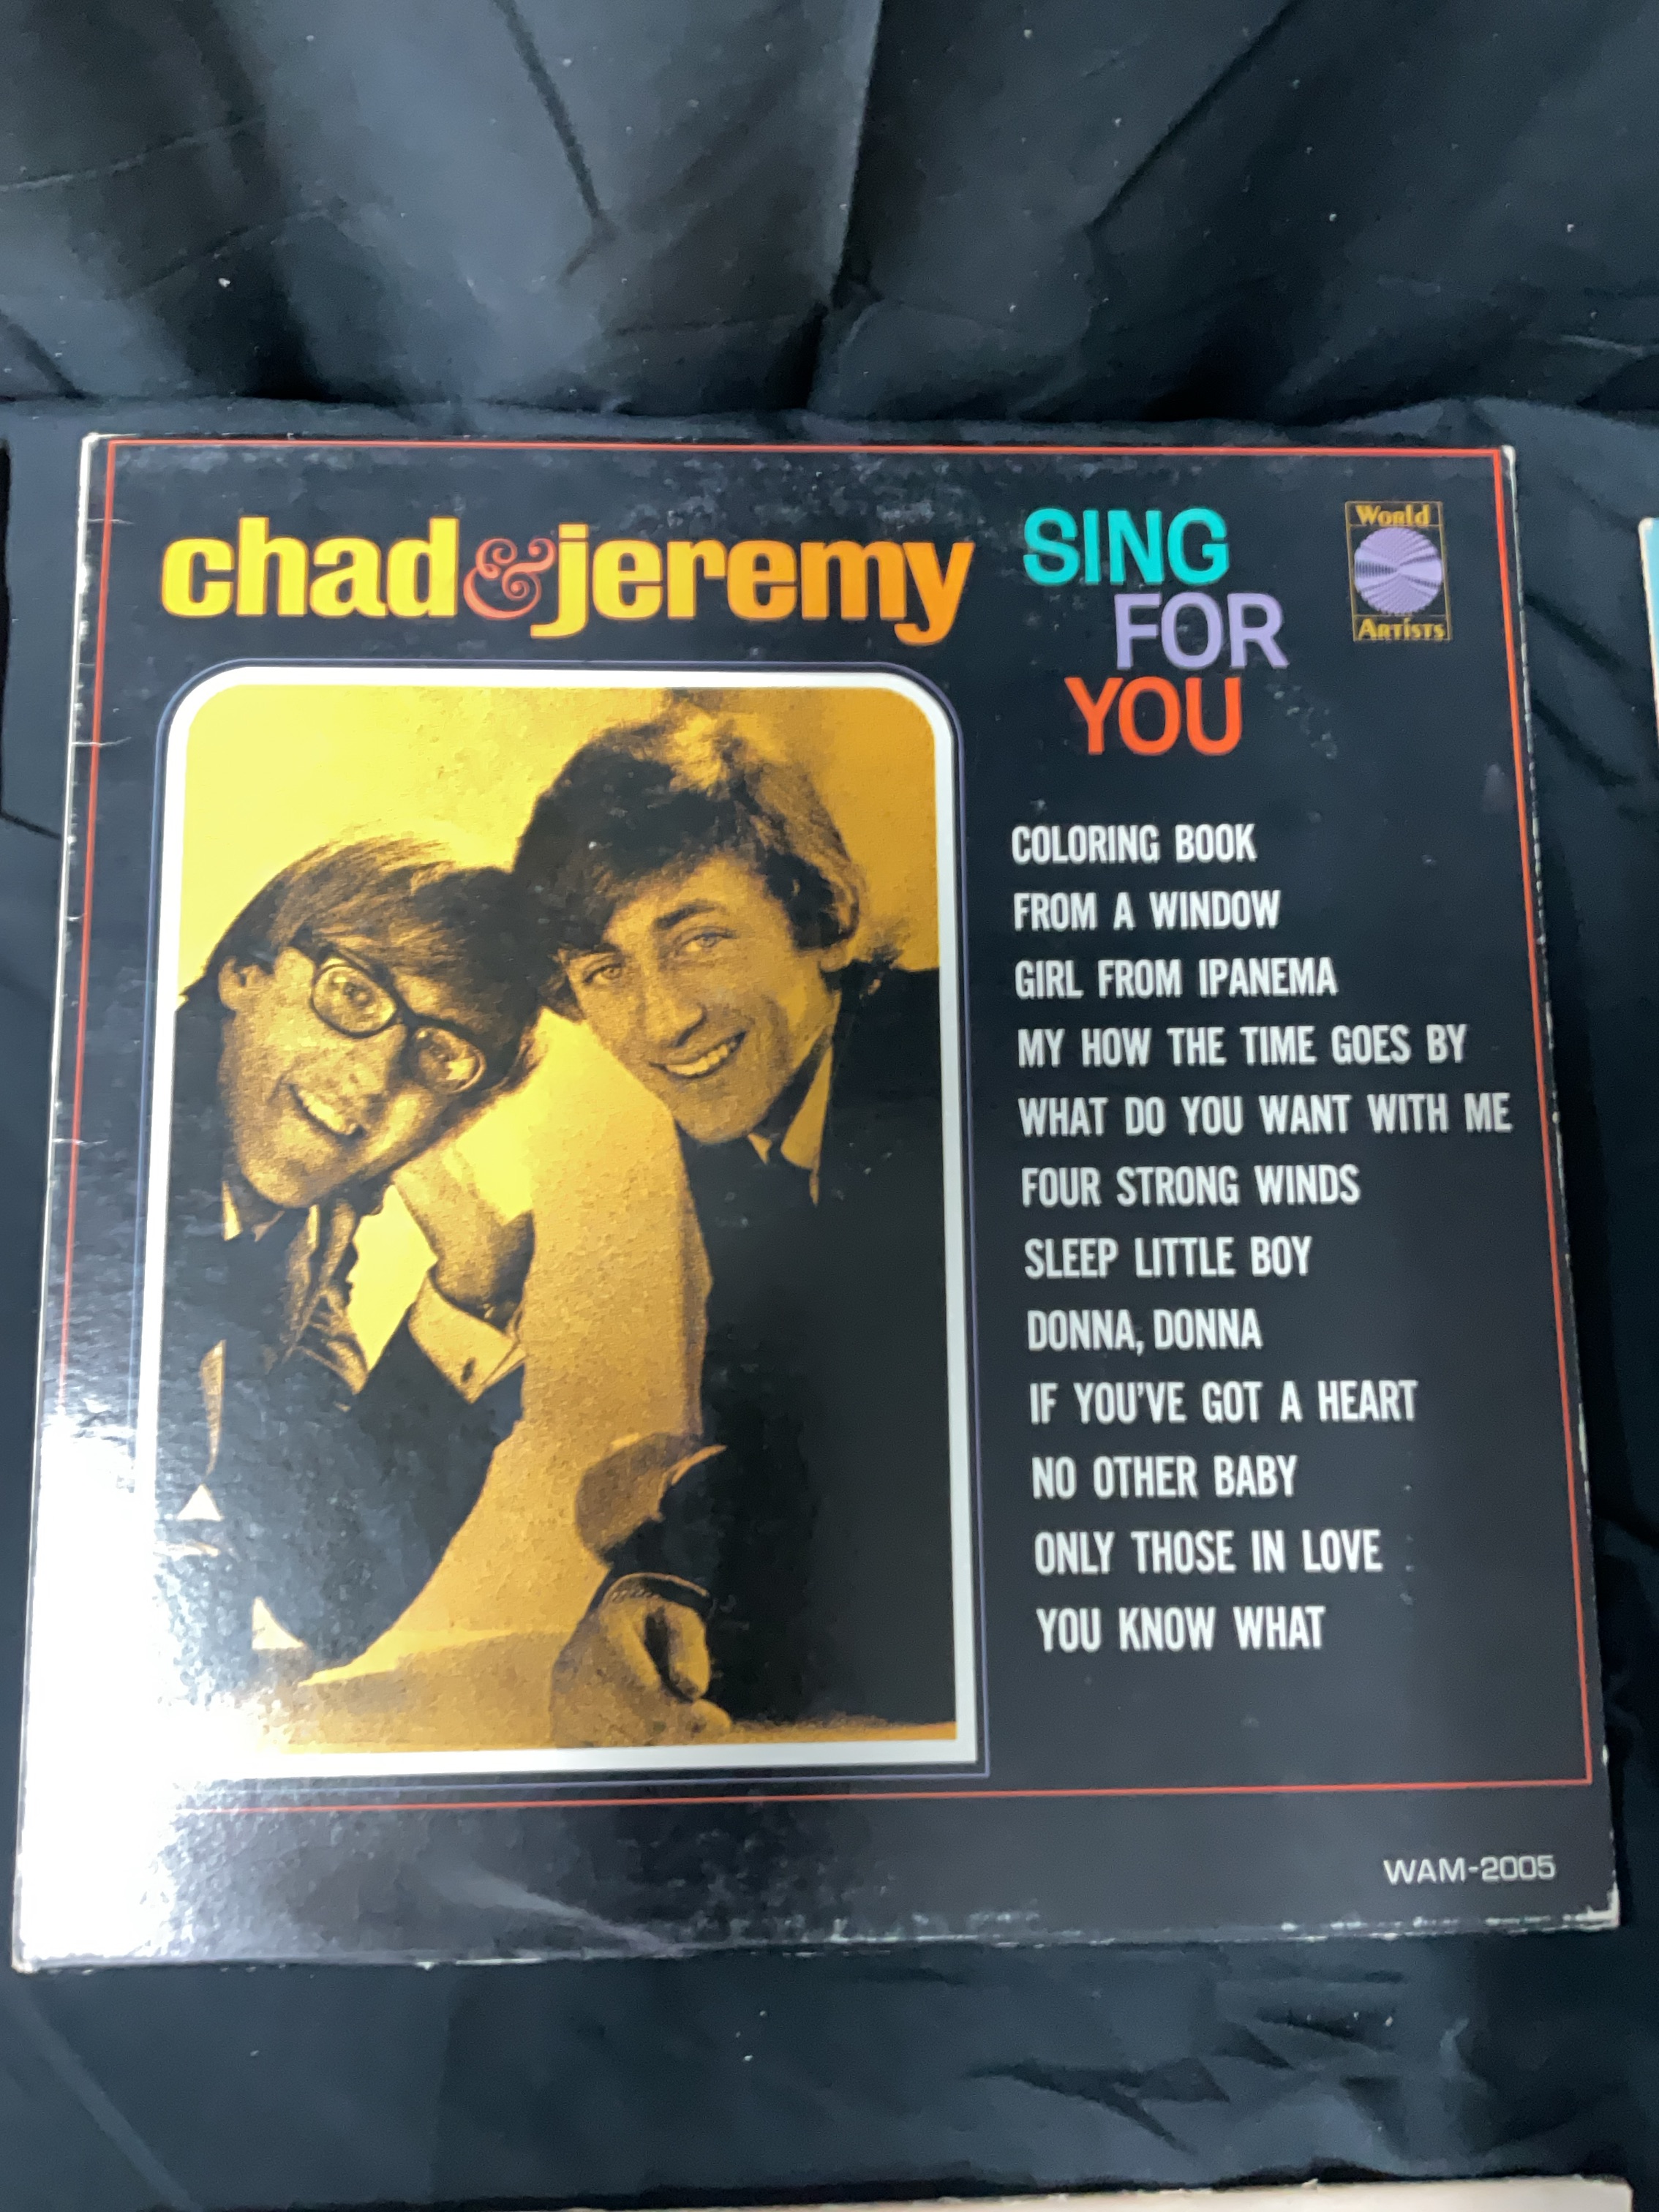 chad & jeremy
SING
FOR
YOU
World
Artists
COLORING BOOK
FROM A WINDOW
GIRL FROM IPANEMA
MY HOW THE TIME GOES BY
WHAT DO YOU WANT WITH ME
FOUR STRONG WINDS
SLEEP LITTLE BOY
DONNA, DONNA
IF YOU'VE GOT A HEART
NO OTHER BABY
ONLY THOSE IN LOVE
YOU KNOW WHAT
WAM-2005